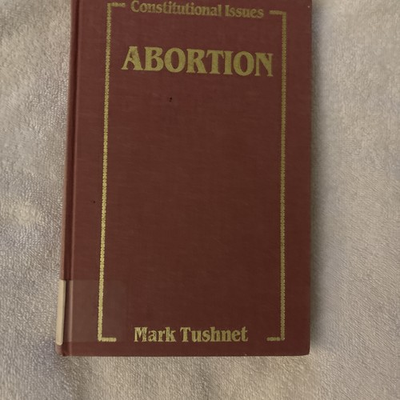 Constitutional Issues
ABORTION
Mark Tushnet